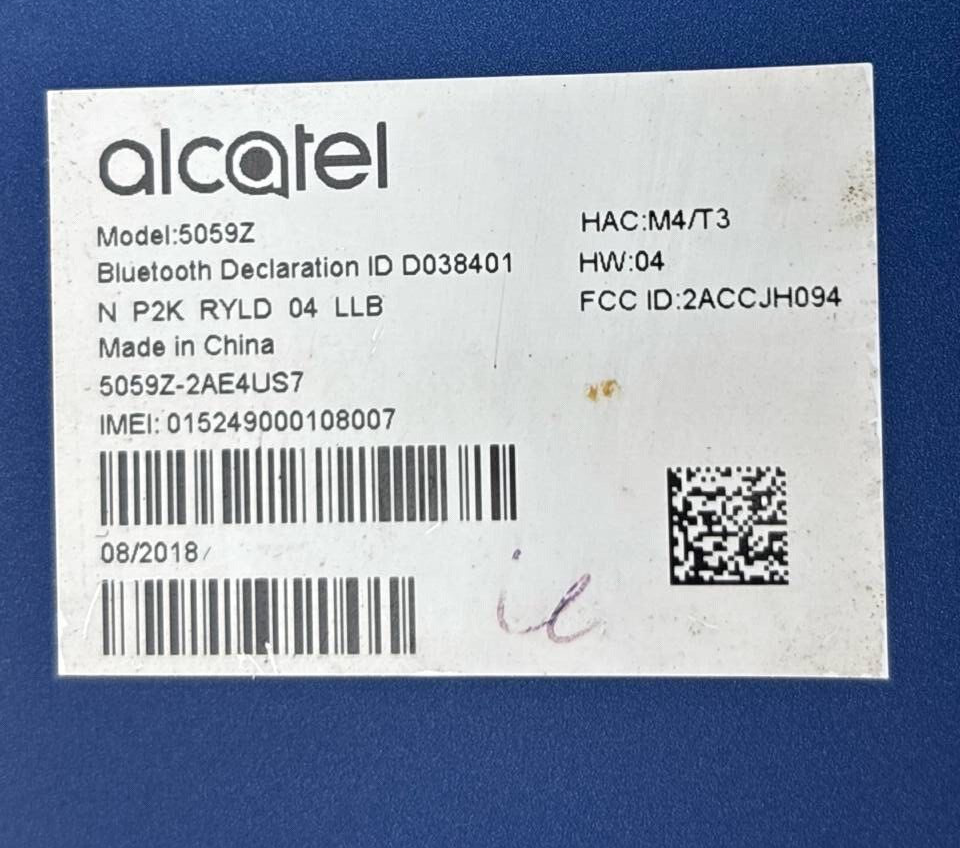 alcatel
Model:5059Z
Bluetooth Declaration ID D038401
N P2K RYLD 04 LLB
Made in China
5059Z-2AE4US7
IMEI: 015249000108007
08/2018
HAC:M4/T3
HW:04
FCC ID:2ACCJH094